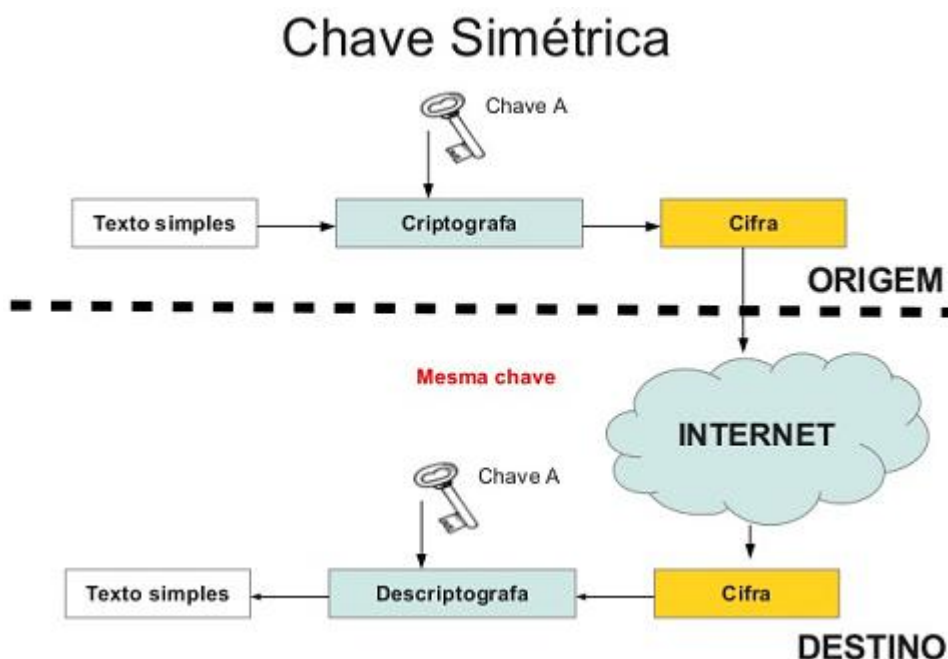 Chave Simétrica
Chave A
Texto simples
Criptografa
Cifra
ORIGEM
Mesma chave
INTERNET
Chave A
Texto simples
Descriptografa
Cifra
DESTINO